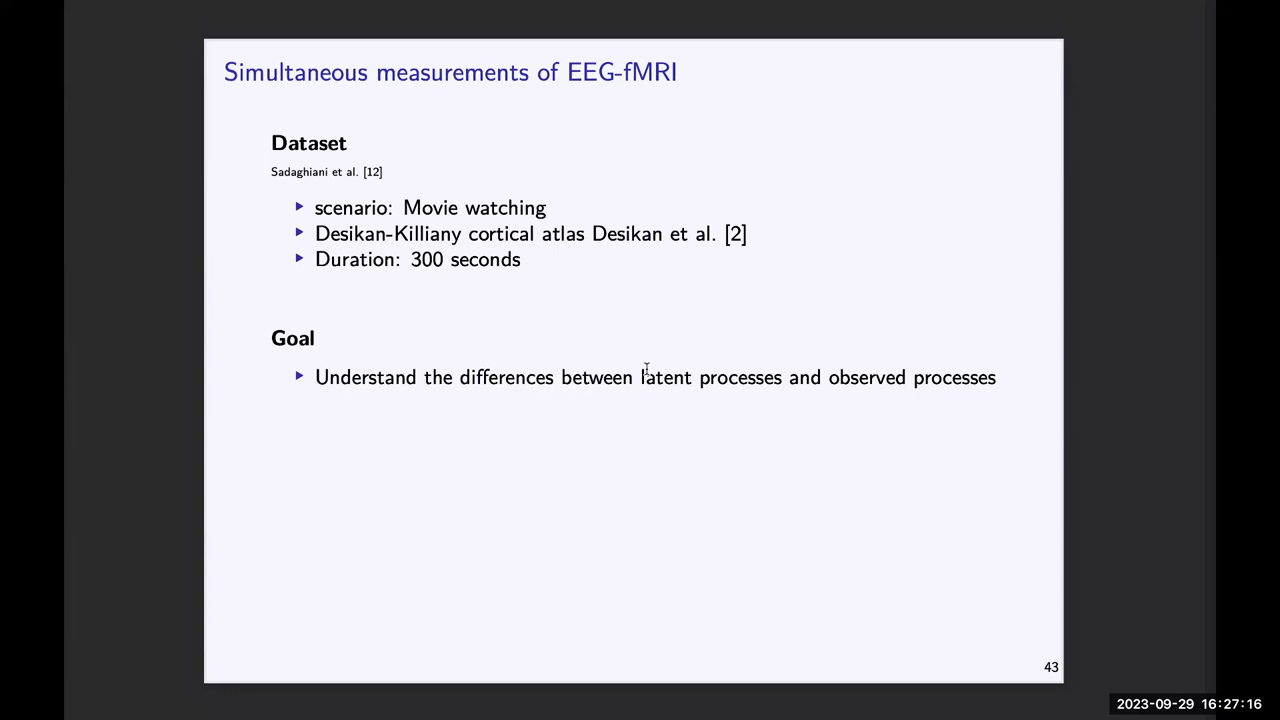 Simultaneous measurements of EEG-fMRI
Dataset
Sadaghiani et al. [12]
scenario: Movie watching
Desikan-Killiany cortical atlas Desikan et al. [2]
Duration: 300 seconds
Goal
Understand the differences between latent processes and observed processes
43
2023-09-29 16:27:16